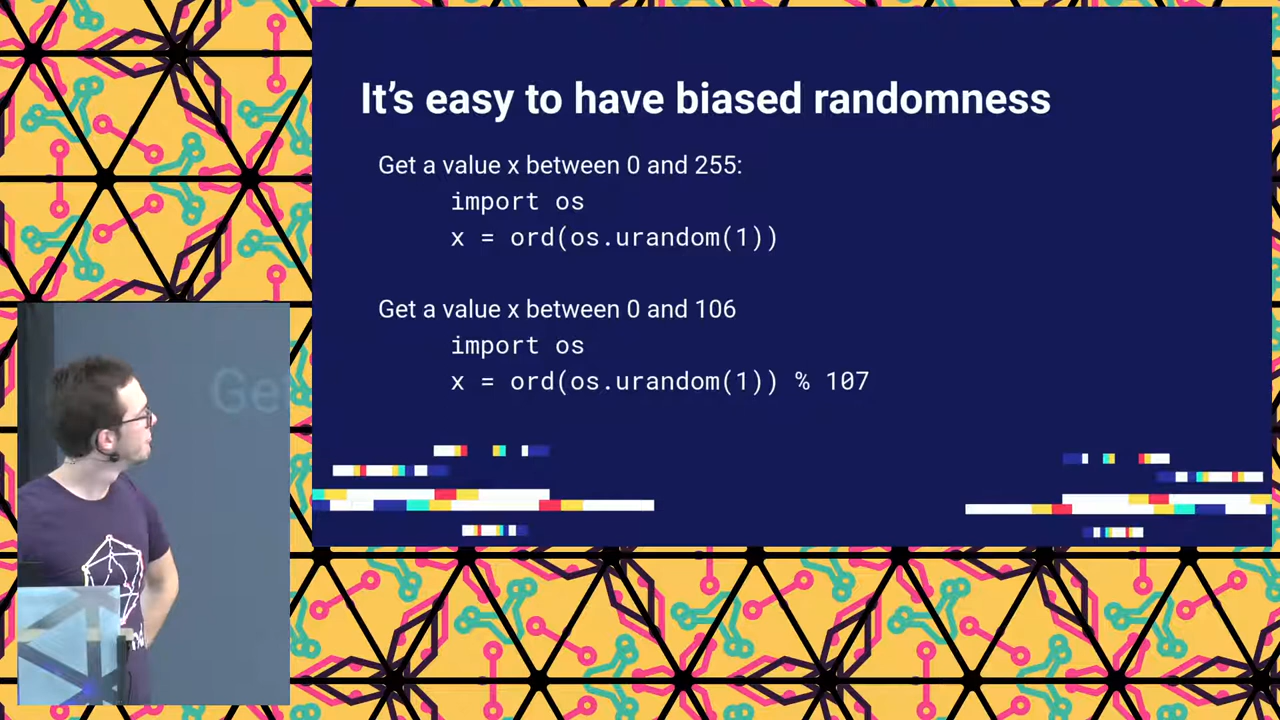 It’s easy to have biased randomness
Get a value x between 0 and 255:
import os
x = ord(os.urandom(1))
Get a value x between 0 and 106
import os
x = ord(os.urandom(1)) % 107
Ge